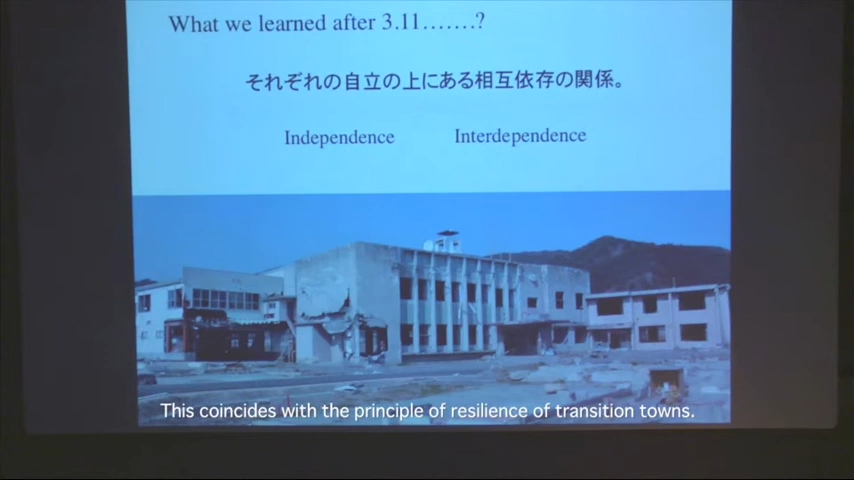 What we learned after 3.11…….?
それぞれの自立の上にある相互依存の関係。
Independence Interdependence
This coincides with the principle of resilience of transition towns.